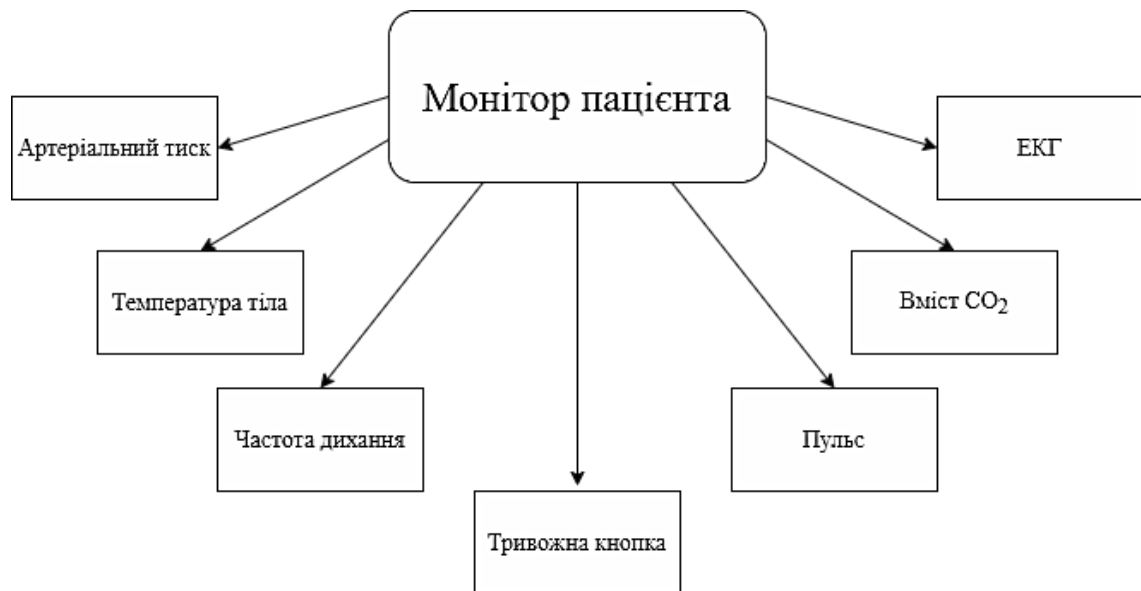 Монітор пацієнта
Артеріальний тиск
ЕКГ
Температура тіла
Вміст CO₂
Частота дихання
Пульс
Тривожна кнопка